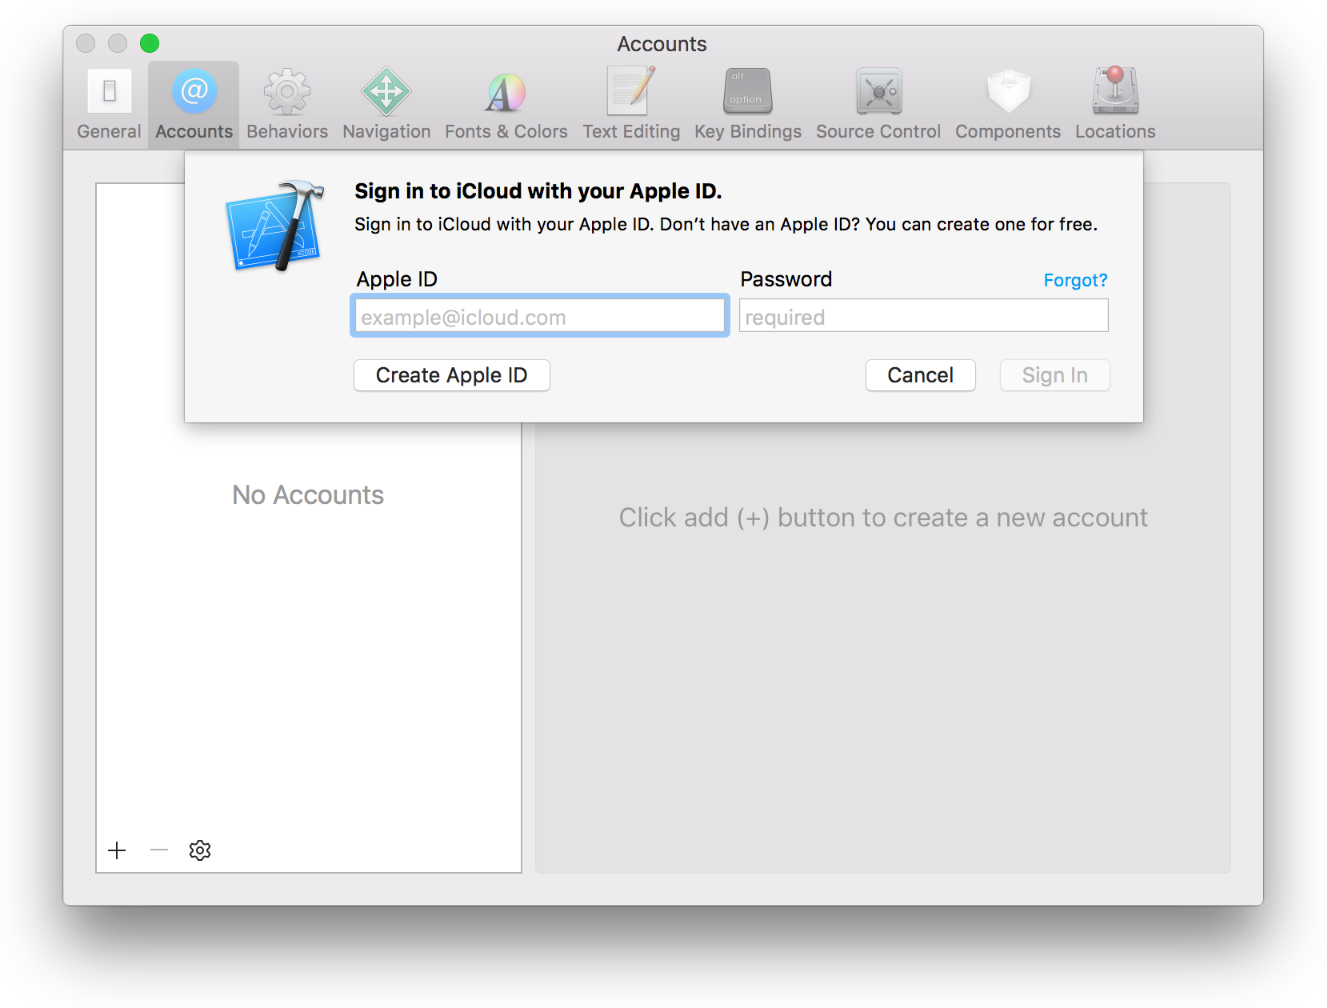 Accounts
alt
option
General Accounts Behaviors Navigation Fonts & Colors Text Editing Key Bindings Source Control Components Locations
Sign in to iCloud with your Apple ID.
Sign in to iCloud with your Apple ID. Don't have an Apple ID? You can create one for free.
Apple ID Password Forgot?
example@icloud.com required
Create Apple ID Cancel Sign In
No Accounts
Click add (+) button to create a new account